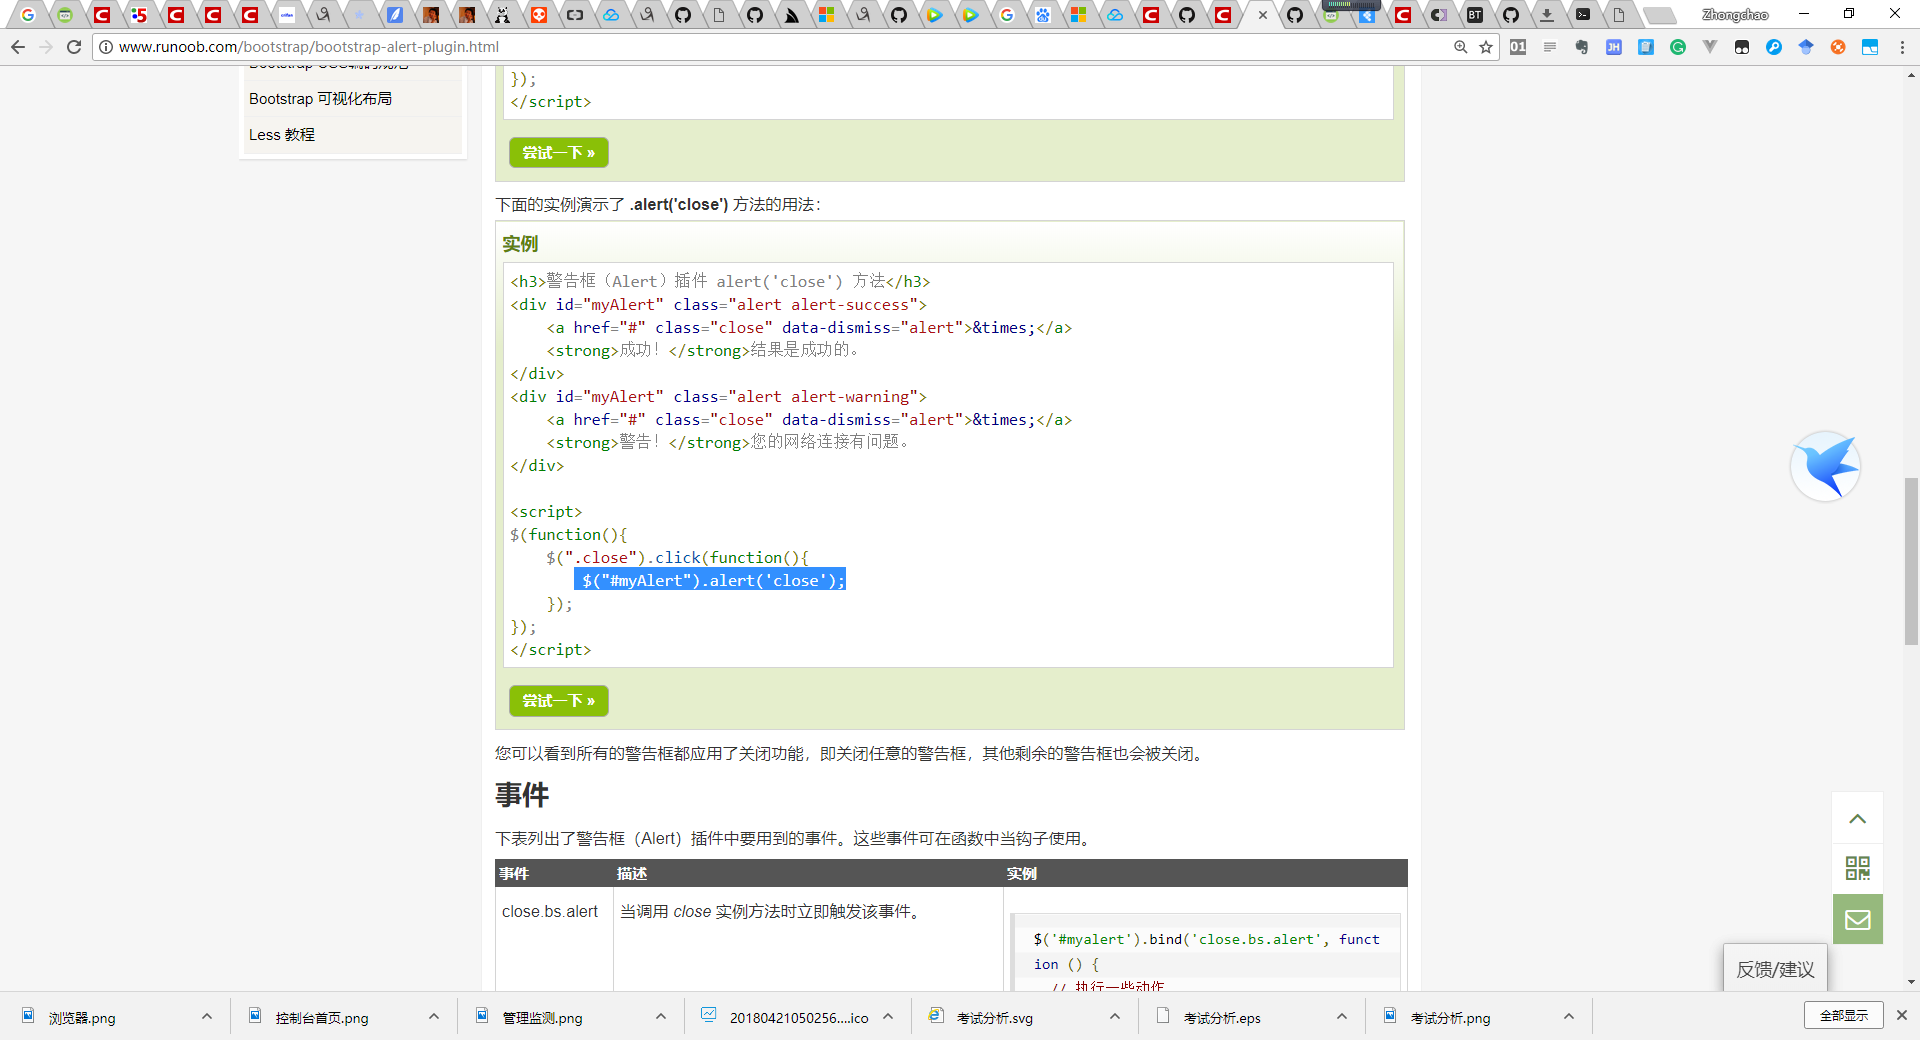 Zhongchao
www.runoob.com/bootstrap/bootstrap-alert-plugin.html
Bootstrap 可视化布局
Less 教程
});
</script>
尝试一下 »
下面的实例演示了 .alert('close') 方法的用法：
实例
<h3>警告框（Alert）插件 alert('close') 方法</h3>
<div id="myAlert" class="alert alert-success">
    <a href="#" class="close" data-dismiss="alert">&times;</a>
    <strong>成功！</strong>结果是成功的。
</div>
<div id="myAlert" class="alert alert-warning">
    <a href="#" class="close" data-dismiss="alert">&times;</a>
    <strong>警告！</strong>您的网络连接有问题。
</div>
<script>
$(function(){
    $(".close").click(function(){
        $("#myAlert").alert('close');
    });
});
</script>
尝试一下 »
您可以看到所有的警告框都应用了关闭功能，即关闭任意的警告框，其他剩余的警告框也会被关闭。
事件
下表列出了警告框（Alert）插件中要用到的事件。这些事件可在函数中当钩子使用。
事件 描述 实例
close.bs.alert 当调用 close 实例方法时立即触发该事件。
$('#myalert').bind('close.bs.alert', funct
ion () {
// 执行一些动作
反馈/建议
浏览器.png
控制台首页.png
管理监测.png
20180421050256....ico
考试分析.svg
考试分析.eps
考试分析.png
全部显示